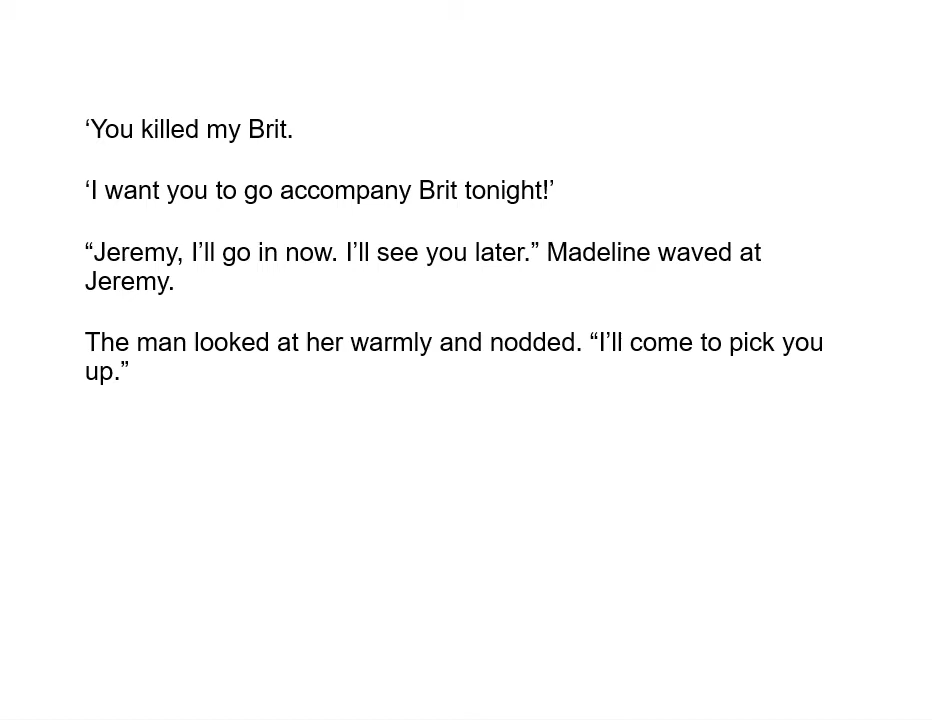 ‘You killed my Brit.
‘I want you to go accompany Brit tonight!’
“Jeremy, I’ll go in now. I’ll see you later.” Madeline waved at
Jeremy.
The man looked at her warmly and nodded. “I’ll come to pick you
up.”